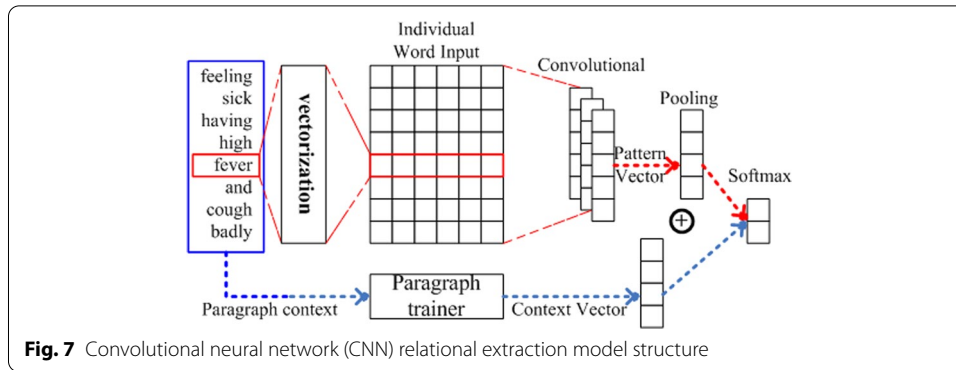 Individual
Word Input
feeling
sick
having
high
fever
and
cough
badly
vectorization
Convolutional
Pooling
Pattern
Vector
Softmax
Paragraph context
Paragraph
trainer
Context Vector
Fig. 7 Convolutional neural network (CNN) relational extraction model structure